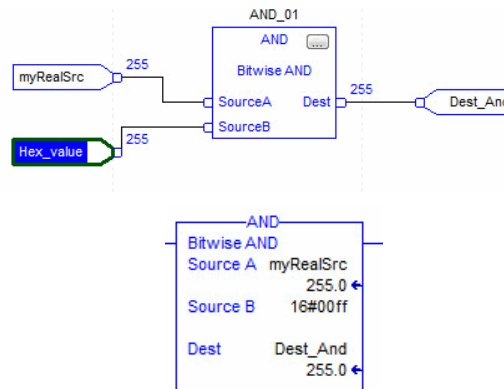 AND_01
AND ...
Bitwise AND
255
myRealSrc
SourceA
Dest
255
Dest_And
SourceB
Hex_value
255
AND
Bitwise AND
Source A myRealSrc
255.0
Source B 16#00ff
Dest Dest_And
255.0